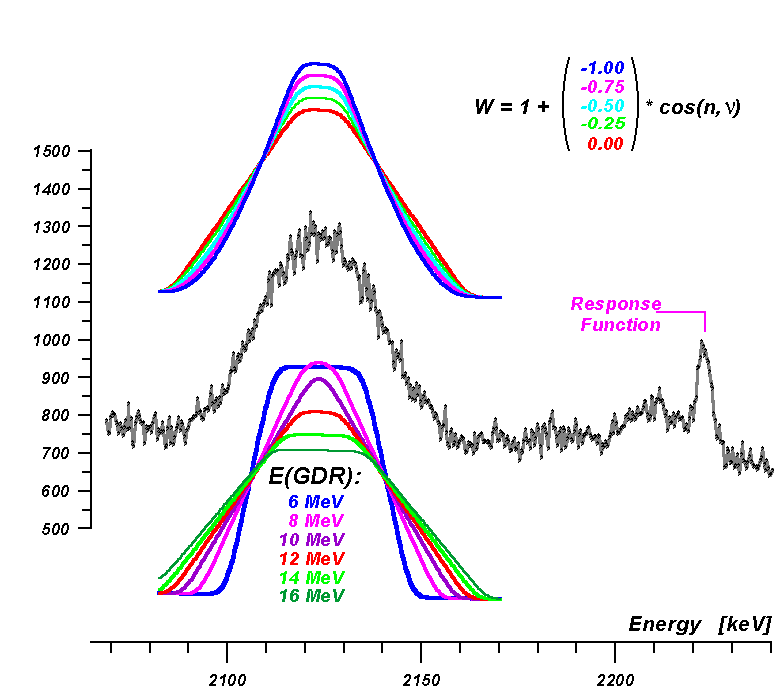 -1.00
-0.75
W = 1 + ( -0.50 ) * cos(n, ν)
-0.25
0.00
1500
1400
1300
1200
1100
1000
900
800
700
600
500
Response
Function
E(GDR):
6 MeV
8 MeV
10 MeV
12 MeV
14 MeV
16 MeV
Energy [keV]
2100 2150 2200